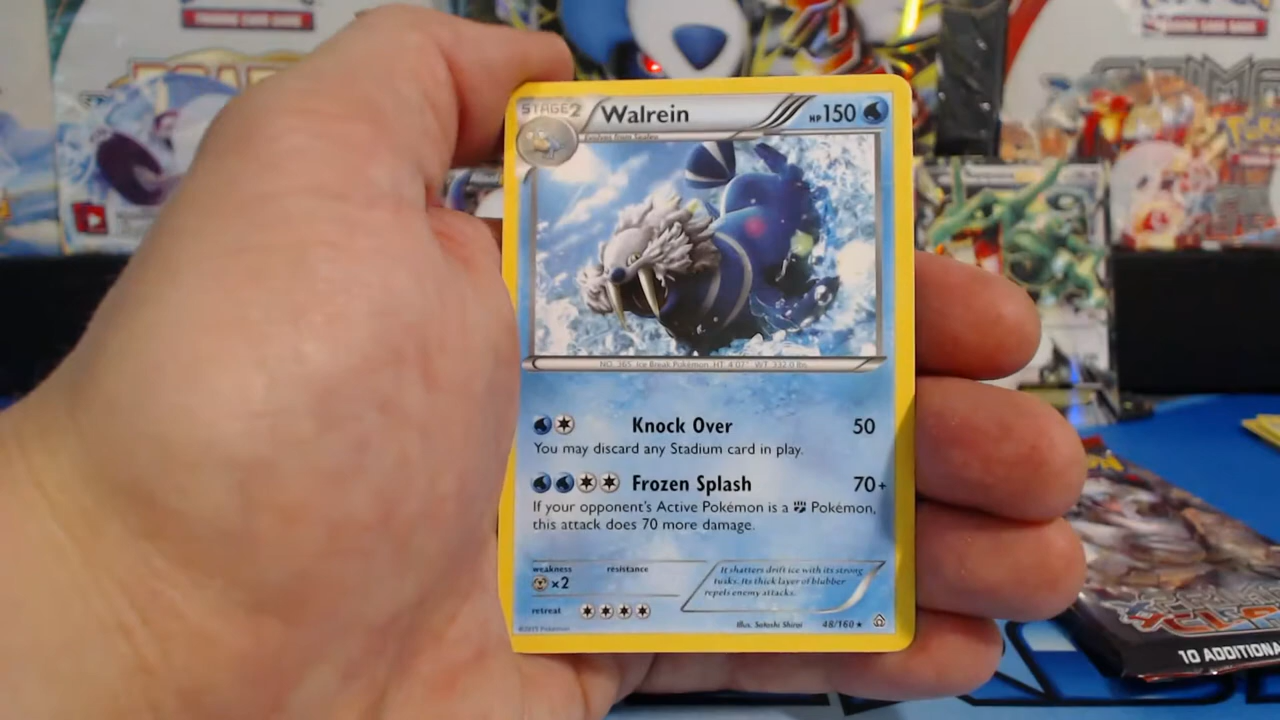 STAGE2
Walrein
HP 150
Evolves from Sealeo
NO. 365 Ice Break Pokémon HT: 4'07" WT: 332.0 lbs.
Knock Over 50
You may discard any Stadium card in play.
Frozen Splash 70+
If your opponent's Active Pokémon is a Pokémon,
this attack does 70 more damage.
weakness
×2
resistance
It shatters drift ice with its strong
tusks. Its thick layer of blubber
repels enemy attacks.
retreat
Illus. Satoshi Shirai
48/160 ★
©2015 Pokémon
10 ADDITIONA